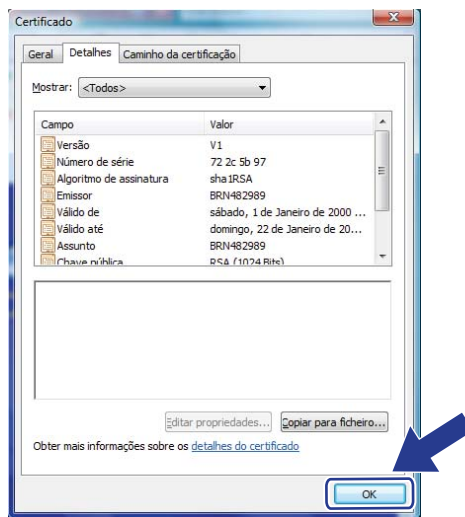 Certificado
Geral Detalhes Caminho da certificação
Mostrar: <Todos>
Campo Valor
Versão V1
Número de série 72 2c 5b 97
Algoritmo de assinatura sha1RSA
Emissor BRN482989
Válido de sábado, 1 de Janeiro de 2000 ...
Válido até domingo, 22 de Janeiro de 20...
Assunto BRN482989
Chave pública RSA (1024 Bits)
Editar propriedades... Copiar para ficheiro...
Obter mais informações sobre os detalhes do certificado
OK